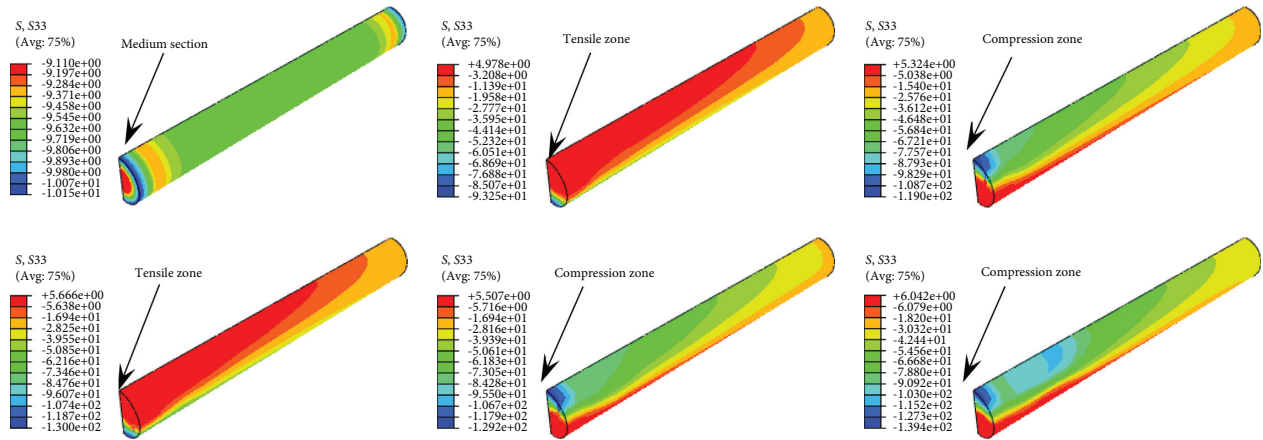 S, S33
(Avg: 75%)
Medium section
-9.110e+00
-9.197e+00
-9.284e+00
-9.371e+00
-9.458e+00
-9.545e+00
-9.632e+00
-9.719e+00
-9.806e+00
-9.893e+00
-9.980e+00
-1.007e+01
-1.015e+01
S, S33
(Avg: 75%)
Tensile zone
+4.978e+00
-3.208e+00
-1.139e+01
-1.958e+01
-2.777e+01
-3.595e+01
-4.414e+01
-5.232e+01
-6.051e+01
-6.869e+01
-7.688e+01
-8.507e+01
-9.325e+01
S, S33
(Avg: 75%)
Compression zone
+5.324e+00
-5.038e+00
-1.540e+01
-2.576e+01
-3.612e+01
-4.648e+01
-5.684e+01
-6.721e+01
-7.757e+01
-8.793e+01
-9.829e+01
-1.087e+02
-1.190e+02
S, S33
(Avg: 75%)
Tensile zone
+5.666e+00
-5.638e+00
-1.694e+01
-2.825e+01
-3.955e+01
-5.085e+01
-6.216e+01
-7.346e+01
-8.476e+01
-9.607e+01
-1.074e+02
-1.187e+02
-1.300e+02
S, S33
(Avg: 75%)
Compression zone
+5.507e+00
-5.716e+00
-1.694e+01
-2.816e+01
-3.939e+01
-5.061e+01
-6.183e+01
-7.305e+01
-8.428e+01
-9.550e+01
-1.067e+02
-1.179e+02
-1.292e+02
S, S33
(Avg: 75%)
Compression zone
+6.042e+00
-6.079e+00
-1.820e+01
-3.032e+01
-4.244e+01
-5.456e+01
-6.668e+01
-7.880e+01
-9.092e+01
-1.030e+02
-1.152e+02
-1.273e+02
-1.394e+02